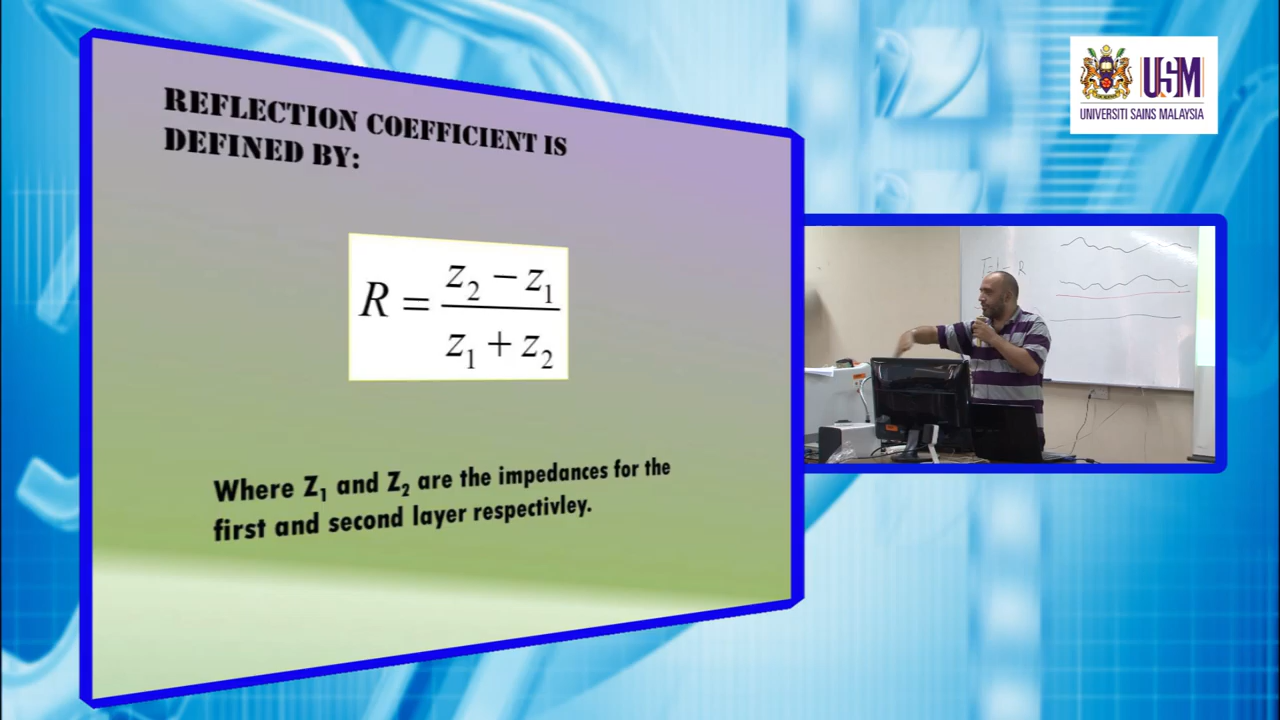 REFLECTION COEFFICIENT IS
DEFINED BY:
R = (z₂ − z₁) / (z₁ + z₂)
Where Z₁ and Z₂ are the impedances for the
first and second layer respectivley.
USM
UNIVERSITI SAINS MALAYSIA